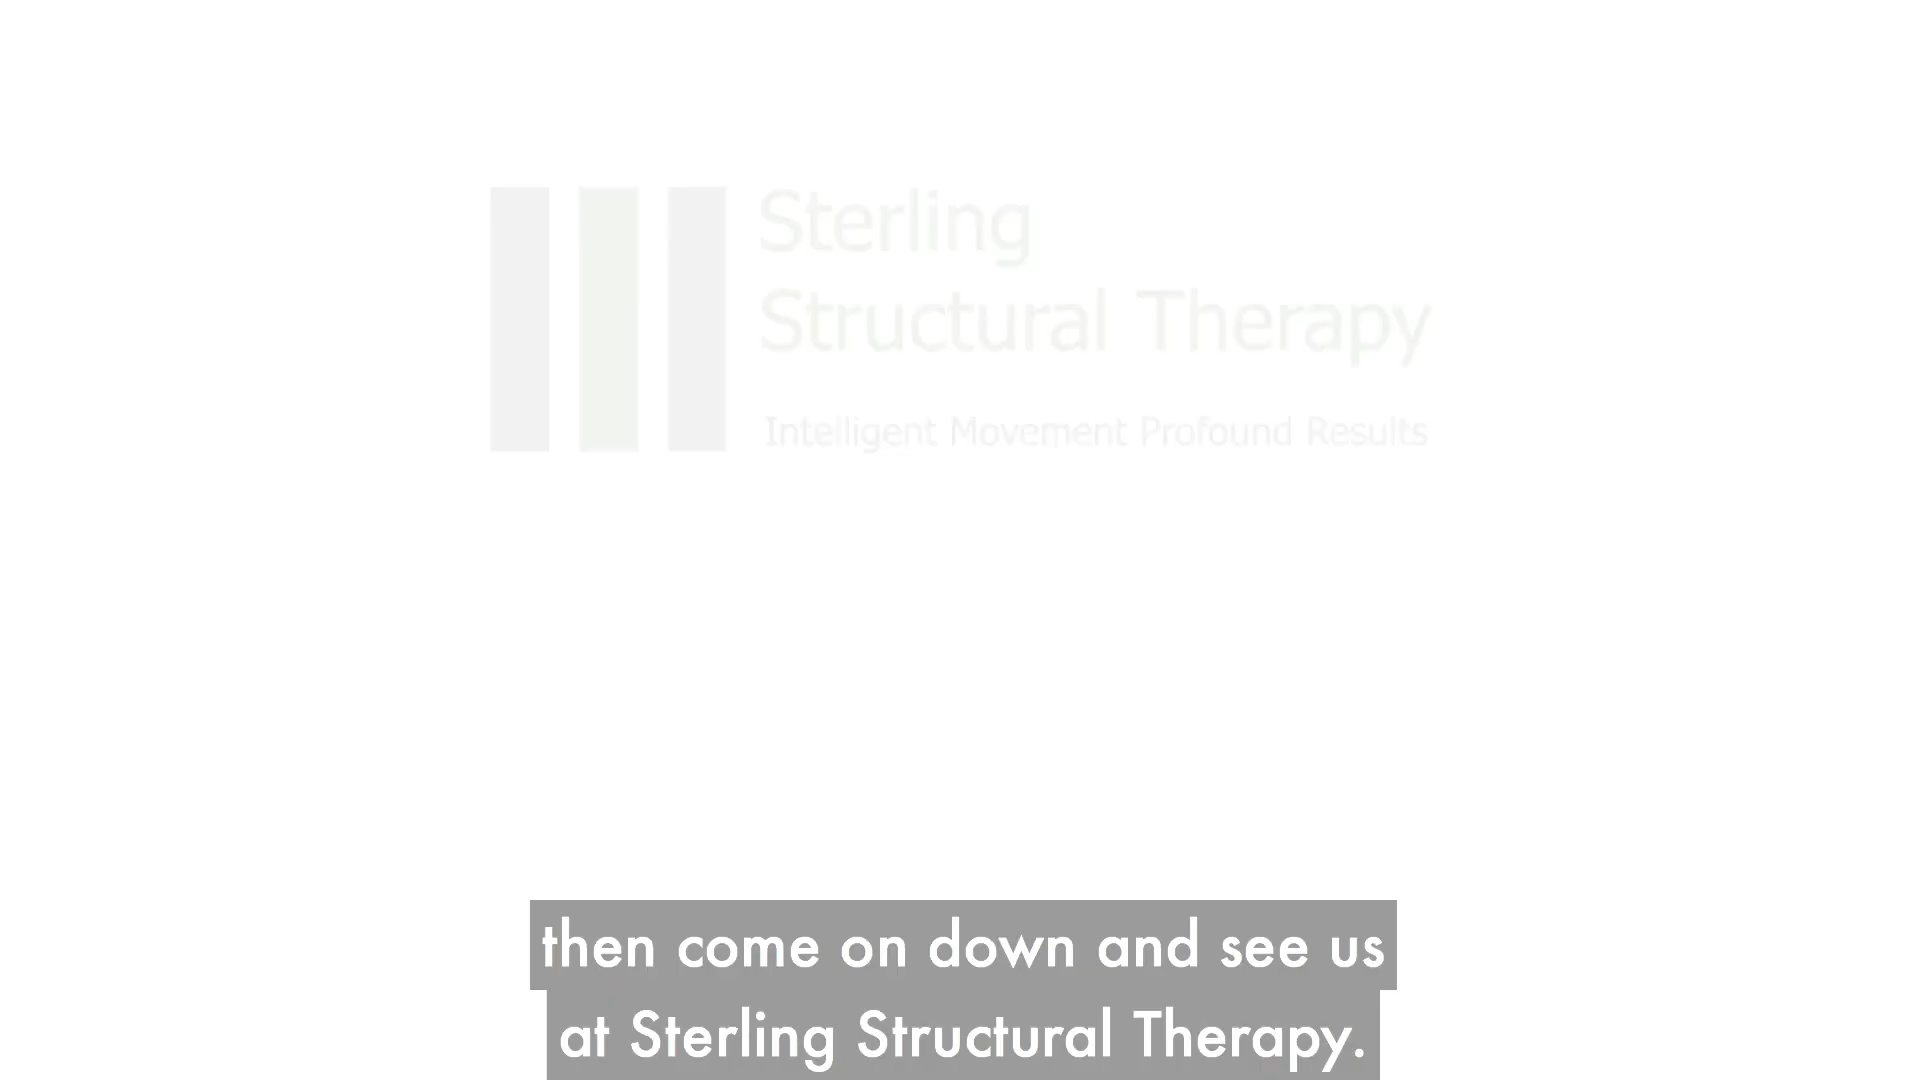 Sterling
Structural Therapy
Intelligent Movement Profound Results
then come on down and see us
at Sterling Structural Therapy.